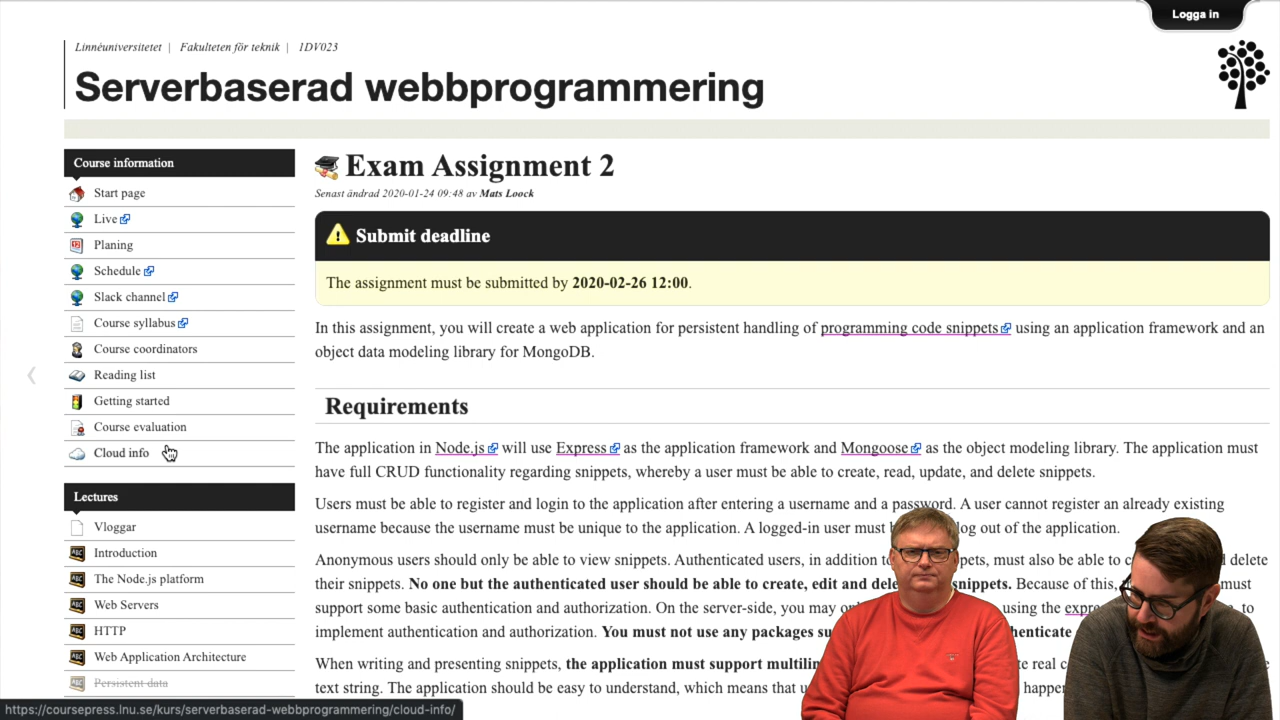 Logga in
Linnéuniversitetet | Fakulteten för teknik | 1DV023
Serverbaserad webbprogrammering
Course information
Start page
Live
Planing
Schedule
Slack channel
Course syllabus
Course coordinators
Reading list
Getting started
Course evaluation
Cloud info
Lectures
Vloggar
Introduction
The Node.js platform
Web Servers
HTTP
Web Application Architecture
Persistent data
Exam Assignment 2
Senast ändrad 2020-01-24 09:48 av Mats Loock
Submit deadline
The assignment must be submitted by 2020-02-26 12:00.
In this assignment, you will create a web application for persistent handling of programming code snippets using an application framework and an
object data modeling library for MongoDB.
Requirements
The application in Node.js will use Express as the application framework and Mongoose as the object modeling library. The application must
have full CRUD functionality regarding snippets, whereby a user must be able to create, read, update, and delete snippets.
Users must be able to register and login to the application after entering a username and a password. A user cannot register an already existing
username because the username must be unique to the application. A logged-in user must log out of the application.
Anonymous users should only be able to view snippets. Authenticated users, in addition to must also be able to delete
their snippets. No one but the authenticated user should be able to create, edit and snippets. Because of this, must
support some basic authentication and authorization. On the server-side, you may using the to
implement authentication and authorization. You must not use any packages
When writing and presenting snippets, the application must support real
text string. The application should be easy to understand, which means that
https://coursepress.lnu.se/kurs/serverbaserad-webbprogrammering/cloud-info/